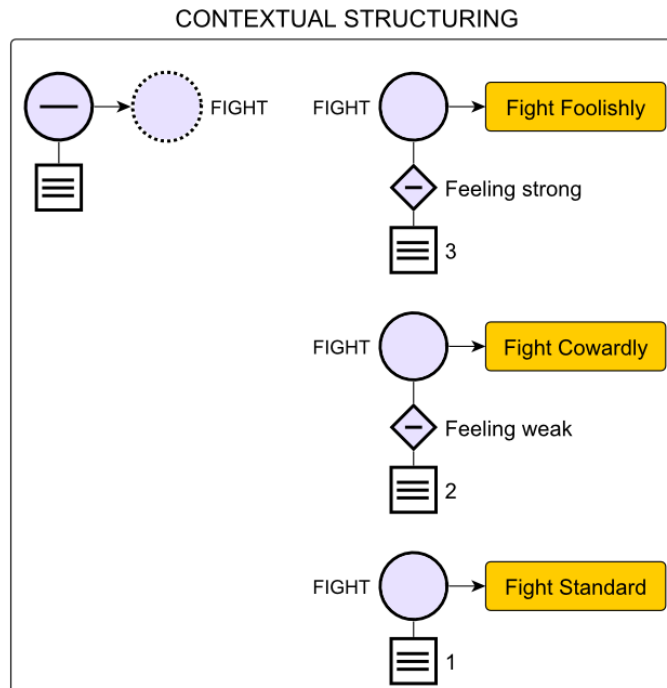 CONTEXTUAL STRUCTURING
FIGHT
FIGHT
Fight Foolishly
Feeling strong
3
FIGHT
Fight Cowardly
Feeling weak
2
FIGHT
Fight Standard
1